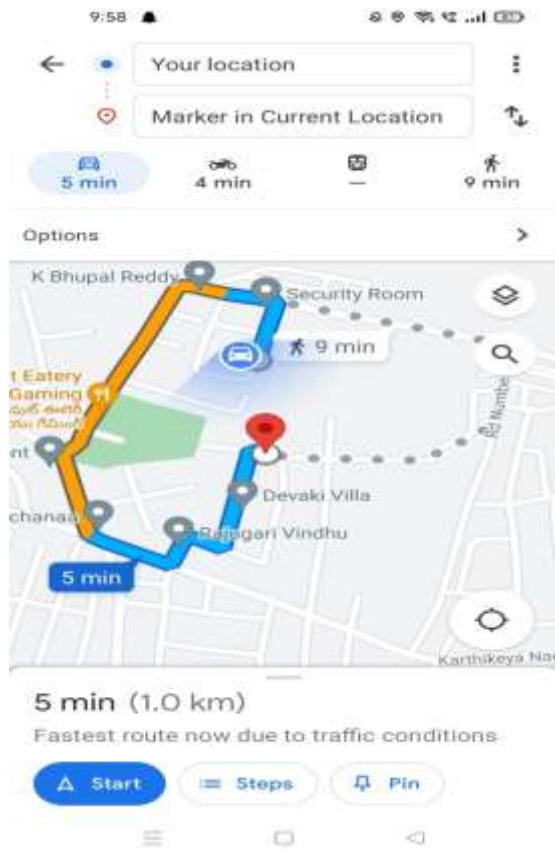 9:58
Your location
Marker in Current Location
5 min
4 min
—
9 min
Options
K Bhupal Reddy
Security Room
9 min
t Eatery
Gaming
nt
chanaa
Devaki Villa
Rajugari Vindhu
5 min
Karthikeya Na
5 min (1.0 km)
Fastest route now due to traffic conditions
Start
Steps
Pin